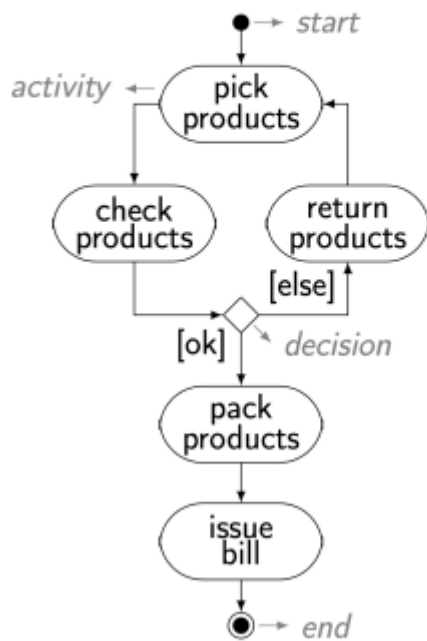 start
activity
pick
products
check
products
return
products
[else]
[ok]
decision
pack
products
issue
bill
end